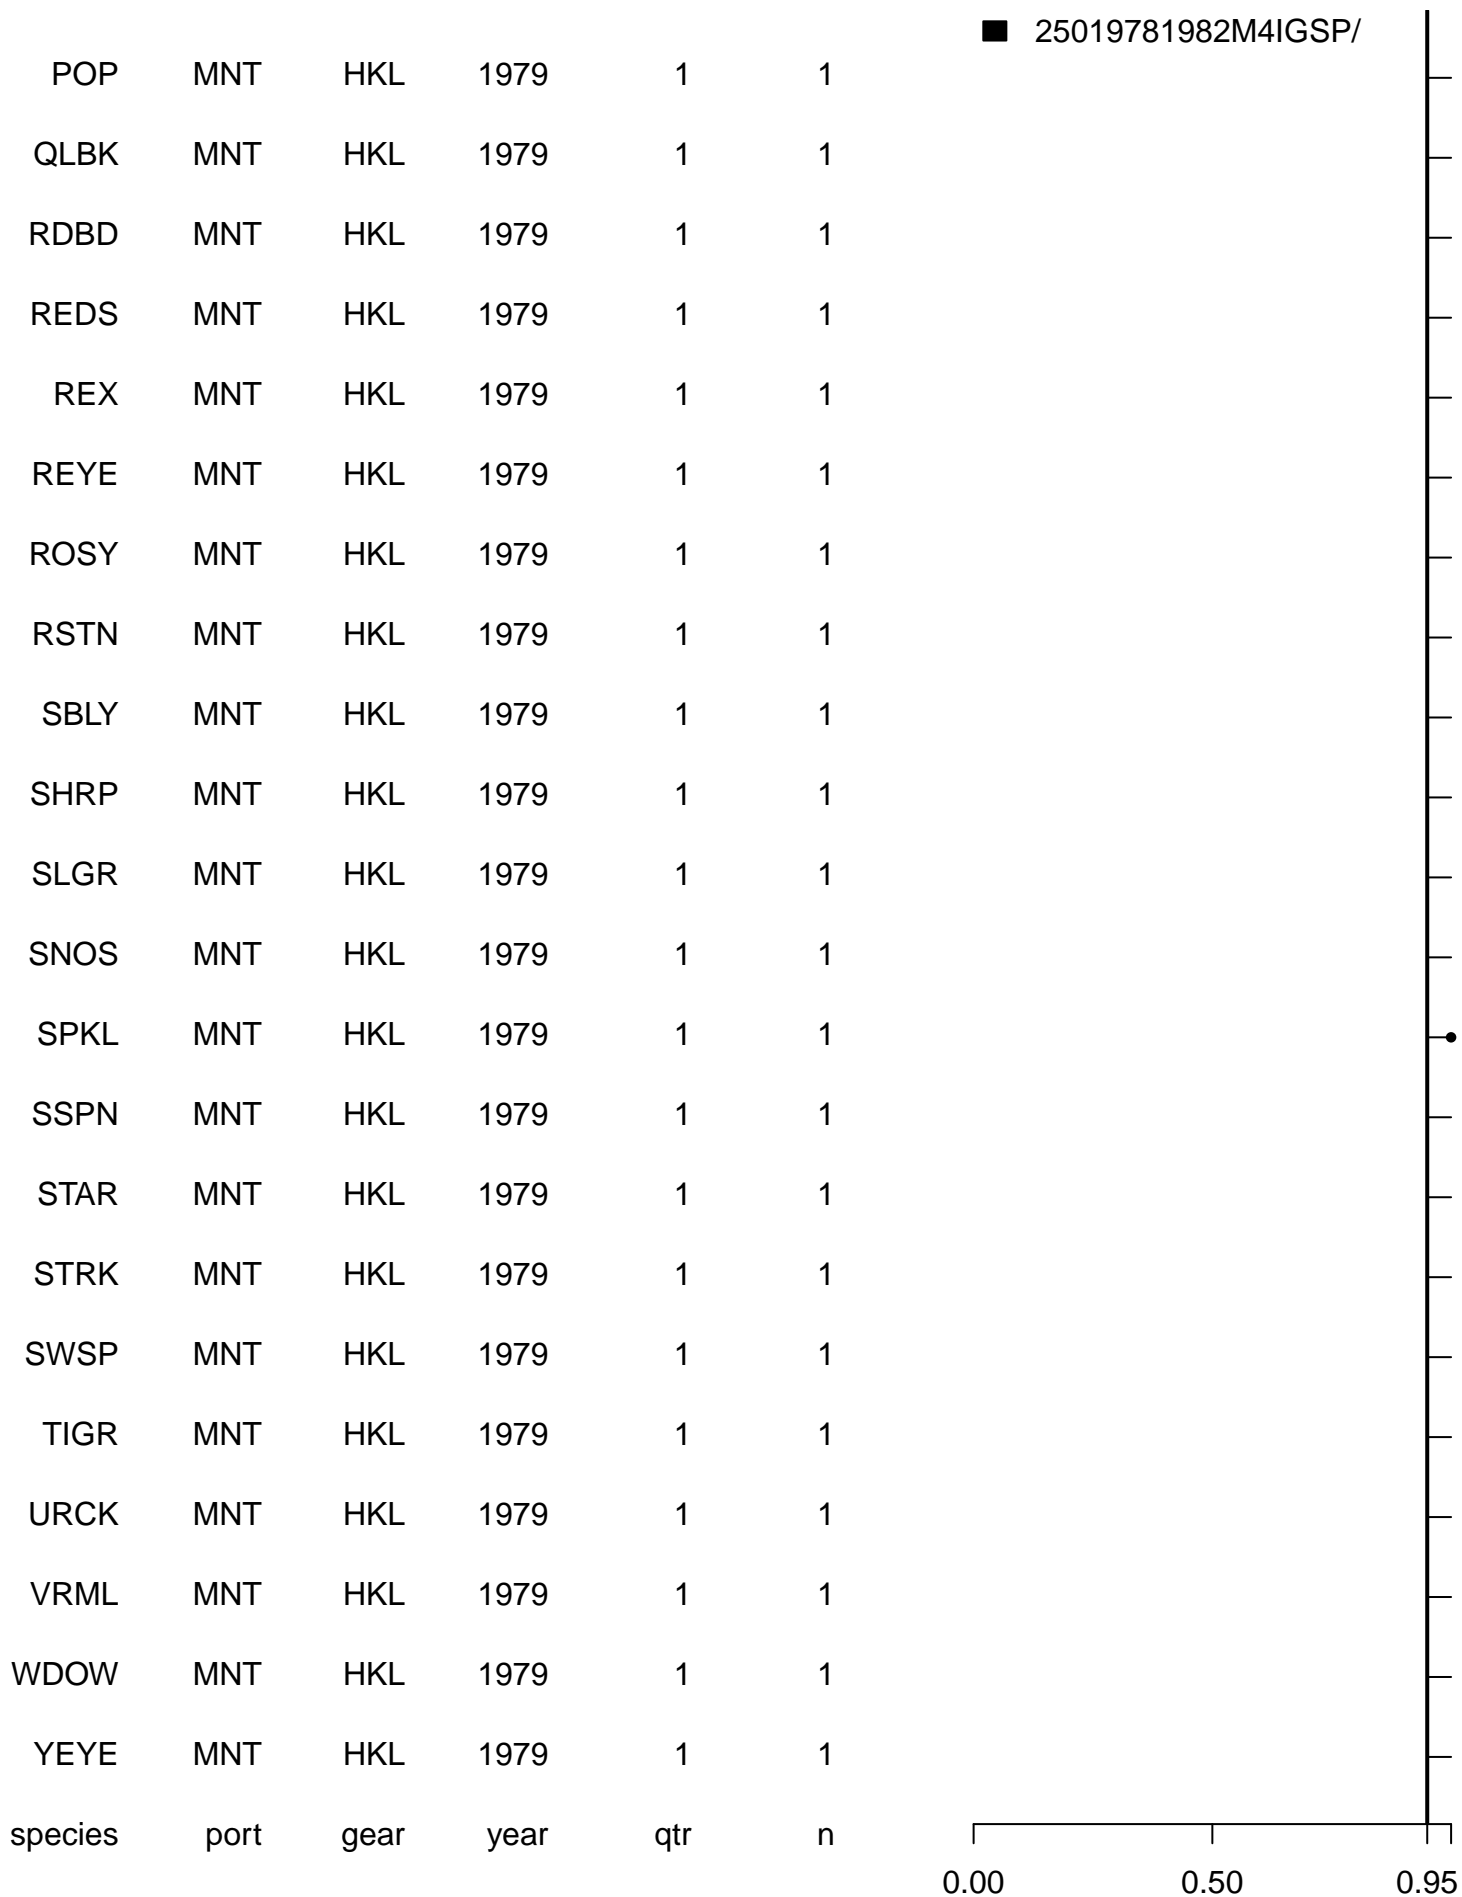 25019781982M4IGSP/
POP MNT HKL 1979 1 1
QLBK MNT HKL 1979 1 1
RDBD MNT HKL 1979 1 1
REDS MNT HKL 1979 1 1
REX MNT HKL 1979 1 1
REYE MNT HKL 1979 1 1
ROSY MNT HKL 1979 1 1
RSTN MNT HKL 1979 1 1
SBLY MNT HKL 1979 1 1
SHRP MNT HKL 1979 1 1
SLGR MNT HKL 1979 1 1
SNOS MNT HKL 1979 1 1
SPKL MNT HKL 1979 1 1
SSPN MNT HKL 1979 1 1
STAR MNT HKL 1979 1 1
STRK MNT HKL 1979 1 1
SWSP MNT HKL 1979 1 1
TIGR MNT HKL 1979 1 1
URCK MNT HKL 1979 1 1
VRML MNT HKL 1979 1 1
WDOW MNT HKL 1979 1 1
YEYE MNT HKL 1979 1 1
species port gear year qtr n
0.00 0.50 0.95